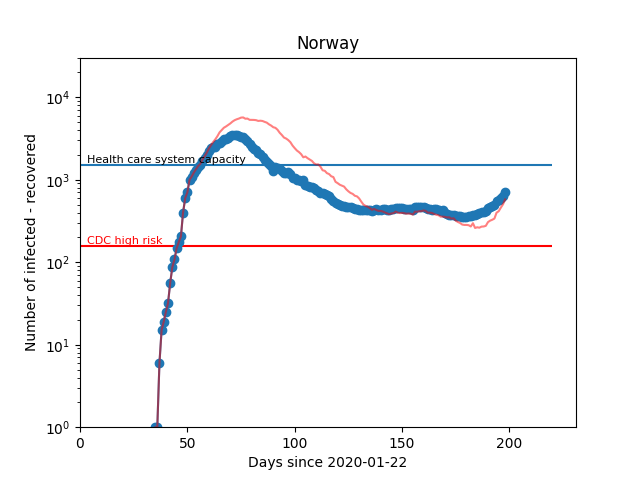 Norway
Number of infected - recovered
10^4
10^3
10^2
10^1
10^0
Health care system capacity
CDC high risk
0 50 100 150 200
Days since 2020-01-22